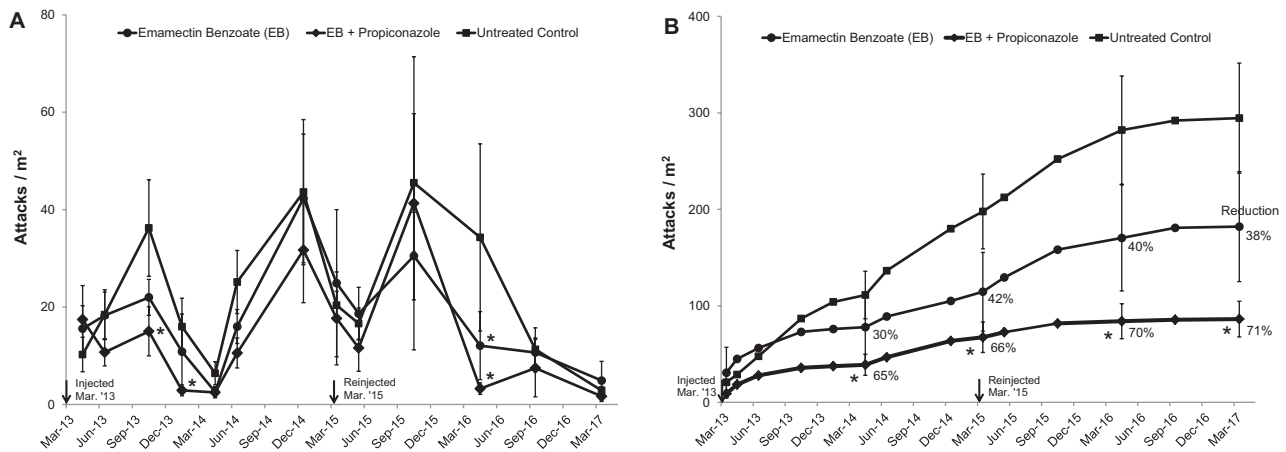 A
Emamectin Benzoate (EB)
EB + Propiconazole
Untreated Control
80
60
40
20
0
Attacks / m²
*
*
*
*
Injected
Mar. '13
Reinjected
Mar. '15
Mar-13
Jun-13
Sep-13
Dec-13
Mar-14
Jun-14
Sep-14
Dec-14
Mar-15
Jun-15
Sep-15
Dec-15
Mar-16
Jun-16
Sep-16
Dec-16
Mar-17
B
Emamectin Benzoate (EB)
EB + Propiconazole
Untreated Control
400
300
200
100
0
Attacks / m²
Reduction
38%
40%
42%
30%
* 71%
* 70%
* 66%
* 65%
Injected
Mar. '13
Reinjected
Mar. '15
Mar-13
Jun-13
Sep-13
Dec-13
Mar-14
Jun-14
Sep-14
Dec-14
Mar-15
Jun-15
Sep-15
Dec-15
Mar-16
Jun-16
Sep-16
Dec-16
Mar-17